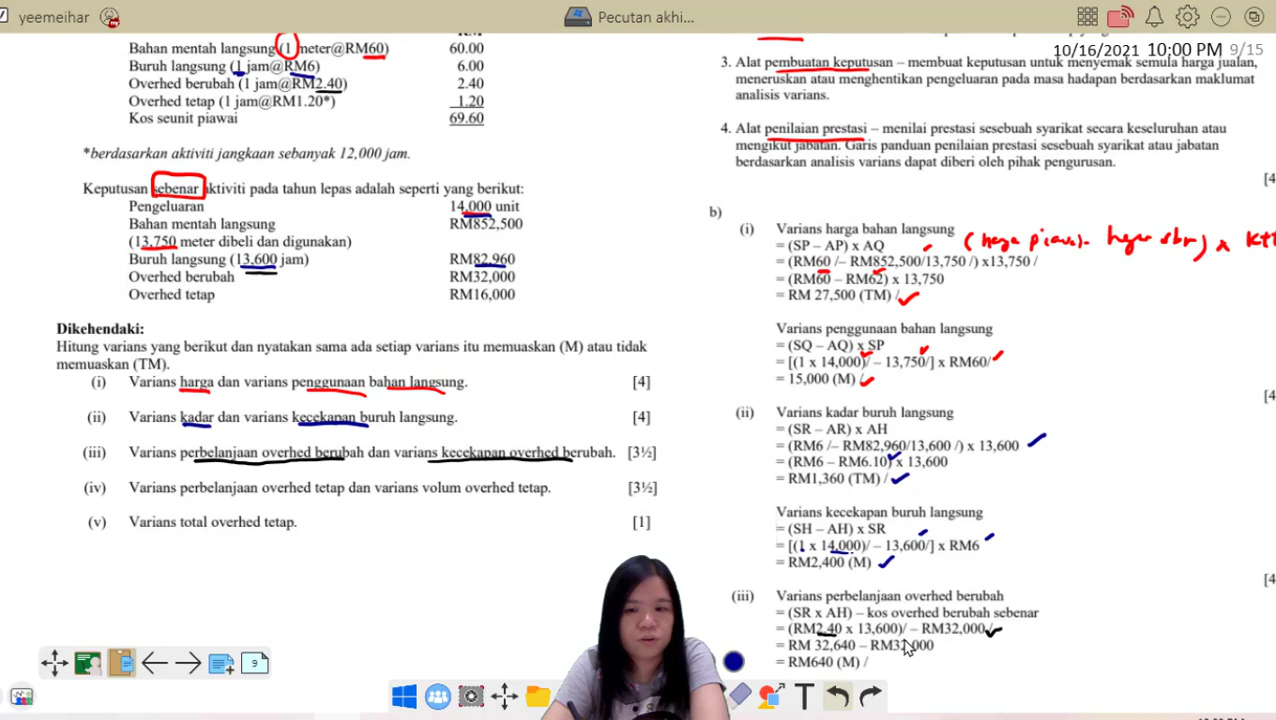 yeemeihar
Pecutan akhi...
10/16/2021 10:00 PM 9/15
Bahan mentah langsung (1 meter@RM60) 60.00
Buruh langsung (1 jam@RM6) 6.00
Overhed berubah (1 jam@RM2.40) 2.40
Overhed tetap (1 jam@RM1.20*) 1.20
Kos seunit piawai 69.60
*berdasarkan aktiviti jangkaan sebanyak 12,000 jam.
Keputusan sebenar aktiviti pada tahun lepas adalah seperti yang berikut:
Pengeluaran 14,000 unit
Bahan mentah langsung RM852,500
(13,750 meter dibeli dan digunakan)
Buruh langsung (13,600 jam) RM82,960
Overhed berubah RM32,000
Overhed tetap RM16,000
Dikehendaki:
Hitung varians yang berikut dan nyatakan sama ada setiap varians itu memuaskan (M) atau tidak
memuaskan (TM).
(i) Varians harga dan varians penggunaan bahan langsung. [4]
(ii) Varians kadar dan varians kecekapan buruh langsung. [4]
(iii) Varians perbelanjaan overhed berubah dan varians kecekapan overhed berubah. [3½]
(iv) Varians perbelanjaan overhed tetap dan varians volum overhed tetap. [3½]
(v) Varians total overhed tetap. [1]
3. Alat pembuatan keputusan – membuat keputusan untuk menyemak semula harga jualan,
meneruskan atau menghentikan pengeluaran pada masa hadapan berdasarkan maklumat
analisis varians.
4. Alat penilaian prestasi – menilai prestasi sesebuah syarikat secara keseluruhan atau
mengikut jabatan. Garis panduan penilaian prestasi sesebuah syarikat atau jabatan
berdasarkan analisis varians dapat diberi oleh pihak pengurusan.
[4
b)
(i) Varians harga bahan langsung
= (SP – AP) x AQ
(harga piawai - harga sbr) x
= (RM60 /– RM852,500/13,750 /) x13,750 /
= (RM60 – RM62) x 13,750
= RM 27,500 (TM) /
Varians penggunaan bahan langsung
= (SQ – AQ) x SP
= [(1 x 14,000)/ – 13,750/] x RM60/
= 15,000 (M) /
[4
(ii) Varians kadar buruh langsung
= (SR – AR) x AH
= (RM6 /– RM82,960/13,600 /) x 13,600
= (RM6 – RM6.10) x 13,600
= RM1,360 (TM) /
Varians kecekapan buruh langsung
= (SH – AH) x SR
= [(1 x 14,000)/ – 13,600/] x RM6
= RM2,400 (M)
[4
(iii) Varians perbelanjaan overhed berubah
= (SR x AH) – kos overhed berubah sebenar
= (RM2.40 x 13,600)/ – RM32,000/
= RM 32,640 – RM32,000
= RM640 (M) /
9
T